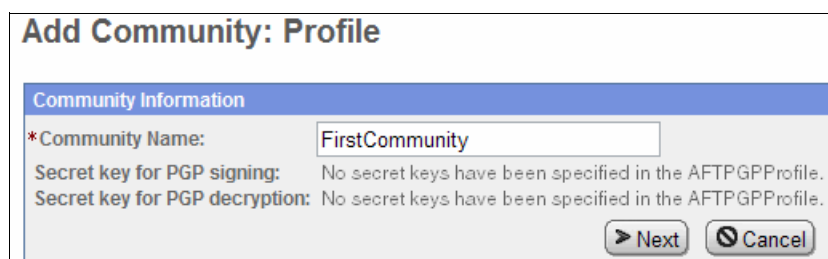 Add Community: Profile
Community Information
*Community Name: FirstCommunity
Secret key for PGP signing: No secret keys have been specified in the AFTPGPProfile.
Secret key for PGP decryption: No secret keys have been specified in the AFTPGPProfile.
Next Cancel